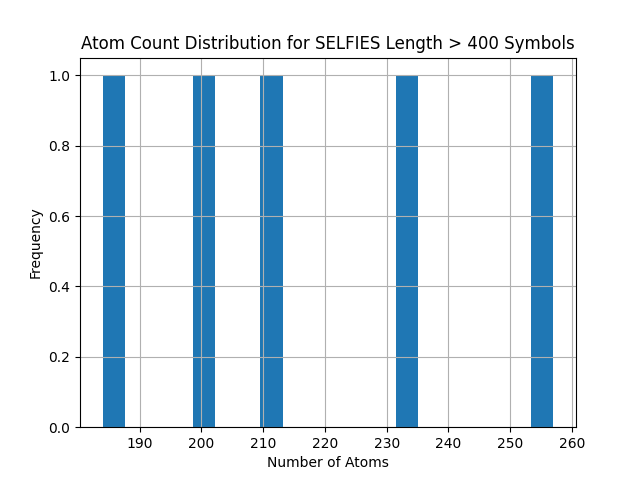 Atom Count Distribution for SELFIES Length > 400 Symbols
1.0
0.8
0.6
0.4
0.2
0.0
Frequency
190 200 210 220 230 240 250 260
Number of Atoms